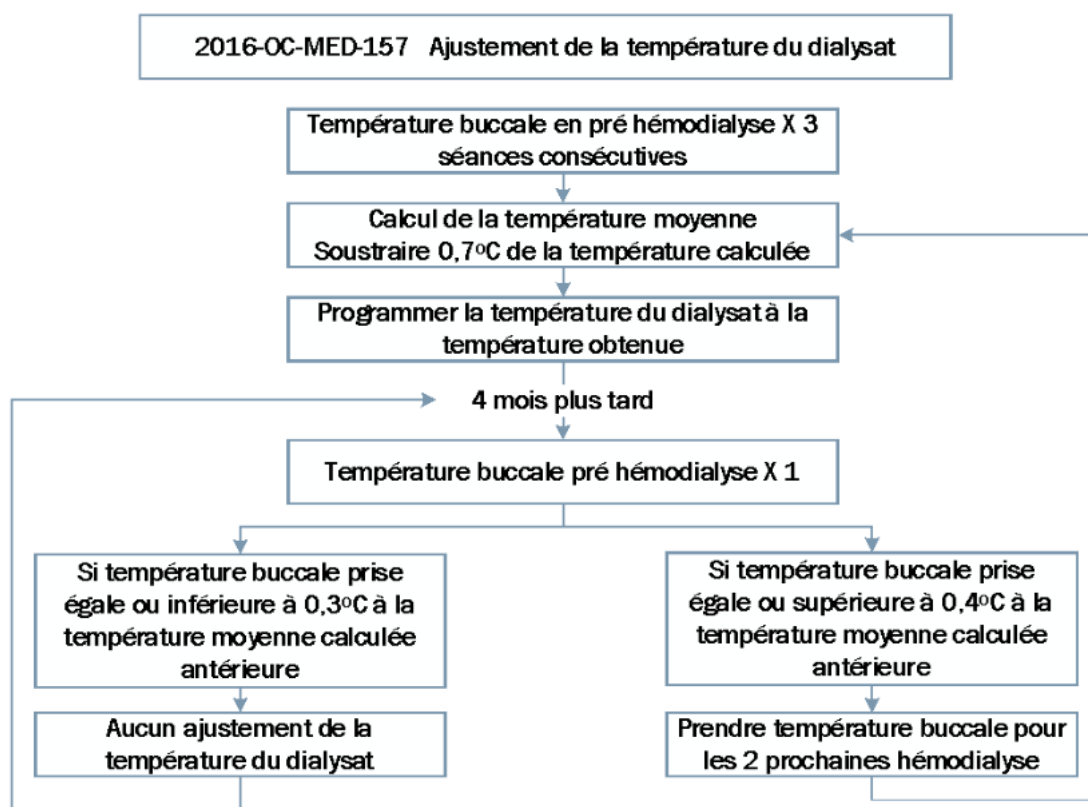 2016-OC-MED-157 Ajustement de la température du dialysat
Température buccale en pré hémodialyse X 3
séances consécutives
Calcul de la température moyenne
Soustraire 0,7°C de la température calculée
Programmer la température du dialysat à la
température obtenue
4 mois plus tard
Température buccale pré hémodialyse X 1
Si température buccale prise
égale ou inférieure à 0,3°C à la
température moyenne calculée
antérieure
Si température buccale prise
égale ou supérieure à 0,4°C à la
température moyenne calculée
antérieure
Aucun ajustement de la
température du dialysat
Prendre température buccale pour
les 2 prochaines hémodialyse